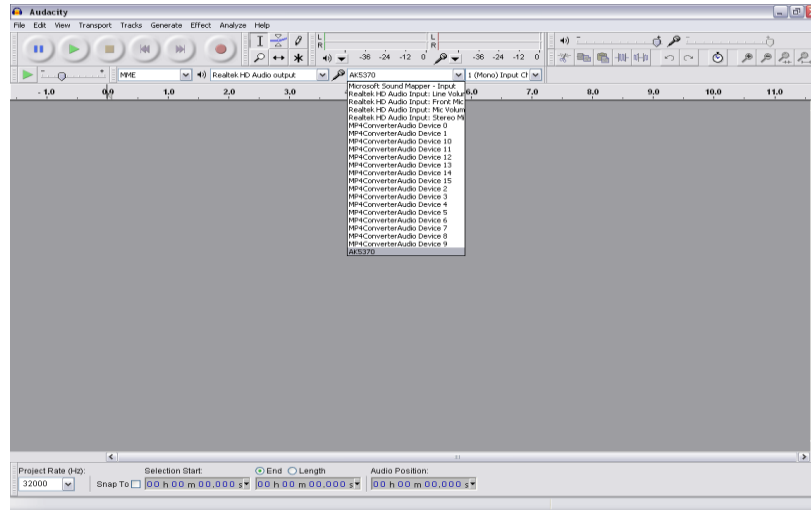 Audacity
File Edit View Transport Tracks Generate Effect Analyze Help
L
R
-36 -24 -12 0
L
R
-36 -24 -12 0
MME
Realtek HD Audio output
AK5370
1 (Mono) Input Ch
- 1,0 0,0 1,0 2,0 3,0 6,0 7,0 8,0 9,0 10,0 11,0
Microsoft Sound Mapper - Input
Realtek HD Audio Input: Line Volum
Realtek HD Audio Input: Front Mic
Realtek HD Audio Input: Mic Volum
Realtek HD Audio Input: Stereo Mi
MP4ConverterAudio Device 0
MP4ConverterAudio Device 1
MP4ConverterAudio Device 10
MP4ConverterAudio Device 11
MP4ConverterAudio Device 12
MP4ConverterAudio Device 13
MP4ConverterAudio Device 14
MP4ConverterAudio Device 15
MP4ConverterAudio Device 2
MP4ConverterAudio Device 3
MP4ConverterAudio Device 4
MP4ConverterAudio Device 5
MP4ConverterAudio Device 6
MP4ConverterAudio Device 7
MP4ConverterAudio Device 8
MP4ConverterAudio Device 9
AK5370
Project Rate (Hz): Selection Start: End Length Audio Position:
32000 Snap To 00 h 00 m 00,000 s 00 h 00 m 00,000 s 00 h 00 m 00,000 s